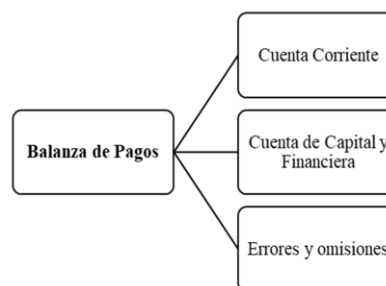 Cuenta Corriente
Balanza de Pagos
Cuenta de Capital y
Financiera
Errores y omisiones